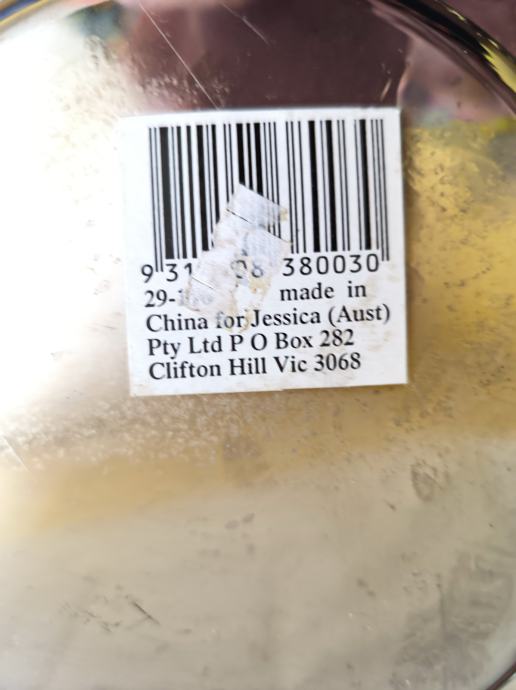 9 31 08 380030
29- made in
China for Jessica (Aust)
Pty Ltd P O Box 282
Clifton Hill Vic 3068